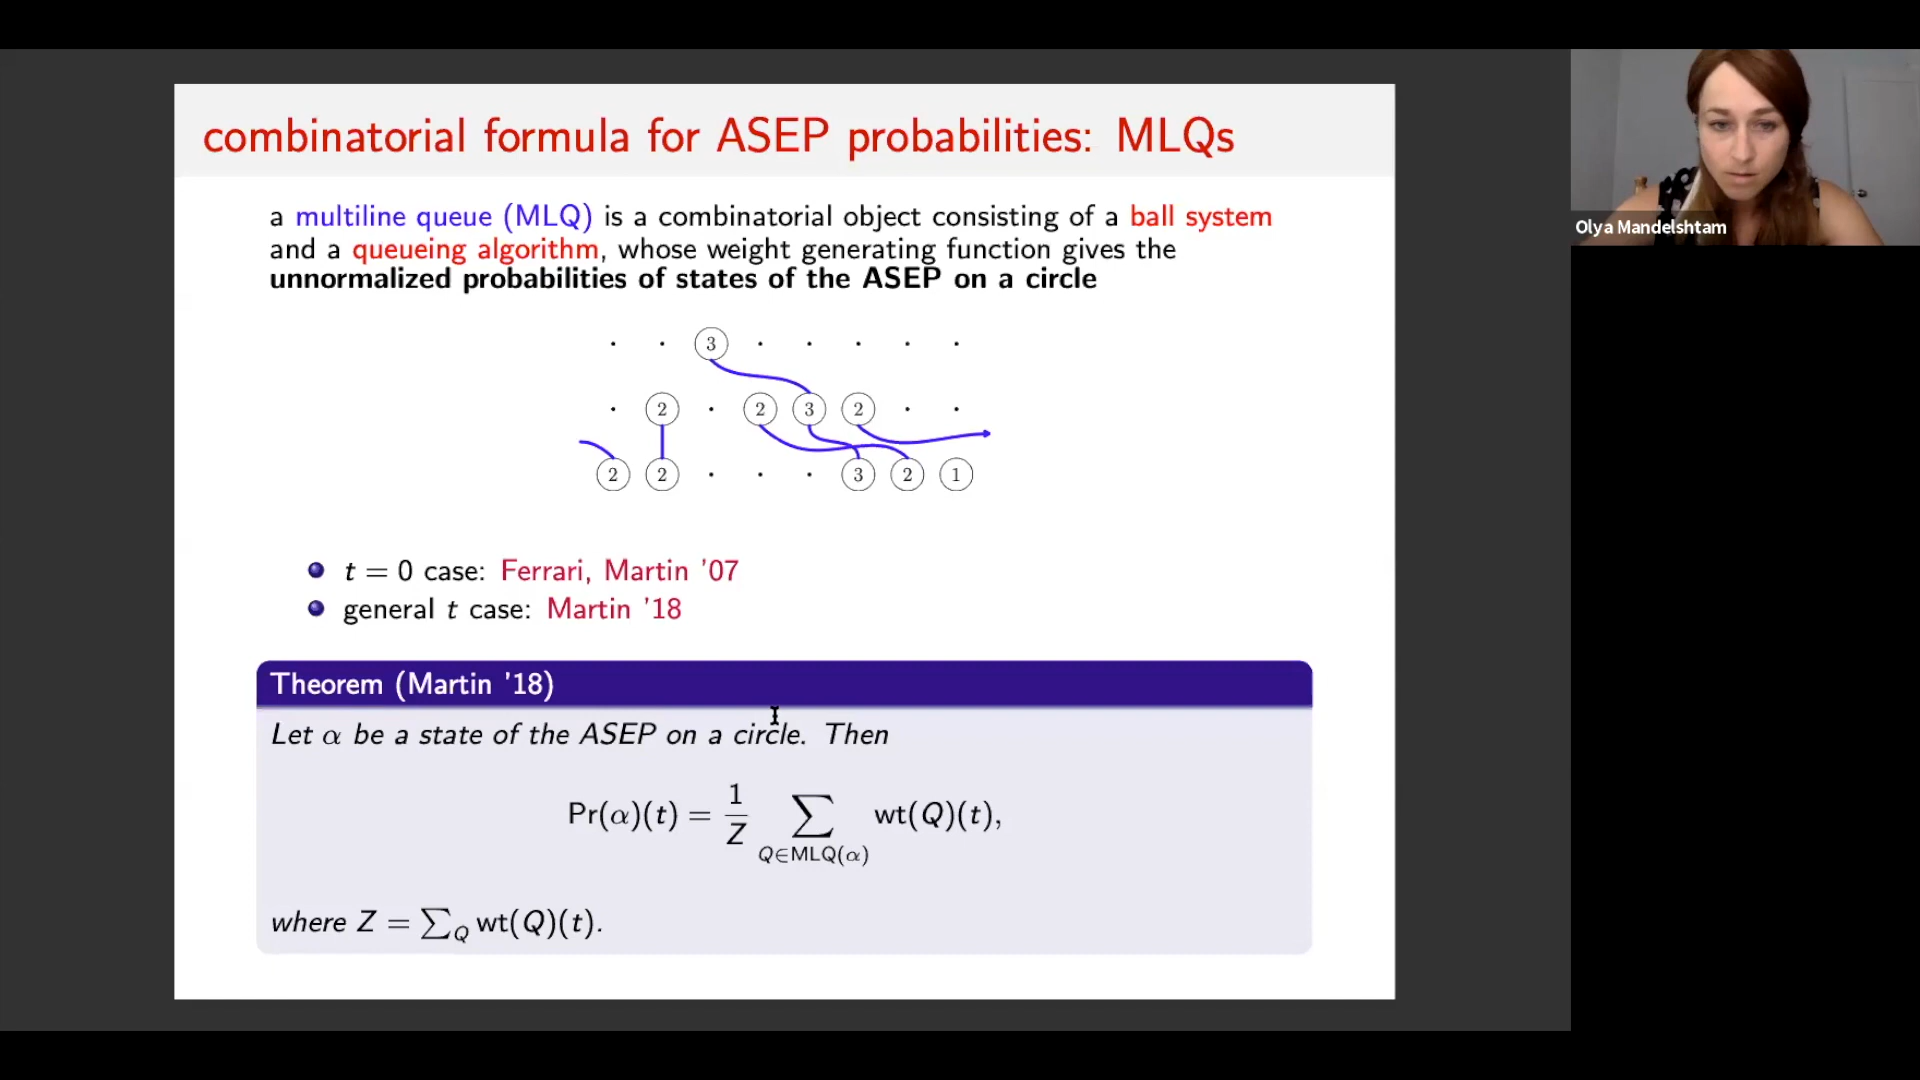 combinatorial formula for ASEP probabilities: MLQs
a multiline queue (MLQ) is a combinatorial object consisting of a ball system
and a queueing algorithm, whose weight generating function gives the
unnormalized probabilities of states of the ASEP on a circle
3
2 2 3 2
2 2 3 2 1
t = 0 case: Ferrari, Martin '07
general t case: Martin '18
Theorem (Martin '18)
Let α be a state of the ASEP on a circle. Then
Pr(α)(t) = 1/Z ∑_{Q∈MLQ(α)} wt(Q)(t),
where Z = ∑_Q wt(Q)(t).
Olya Mandelshtam